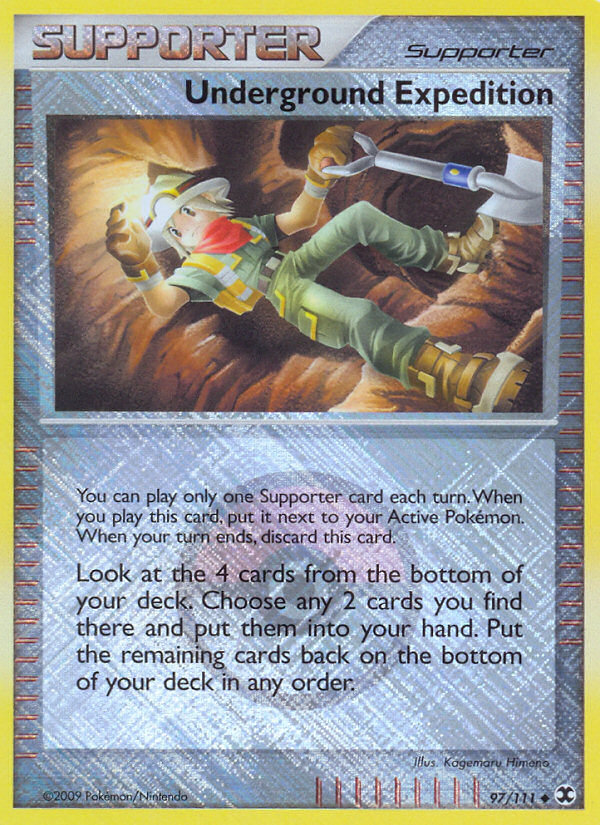 SUPPORTER
Supporter
Underground Expedition
You can play only one Supporter card each turn. When
you play this card, put it next to your Active Pokémon.
When your turn ends, discard this card.
Look at the 4 cards from the bottom of
your deck. Choose any 2 cards you find
there and put them into your hand. Put
the remaining cards back on the bottom
of your deck in any order.
Illus. Kagemaru Himeno
©2009 Pokémon/Nintendo
97/111